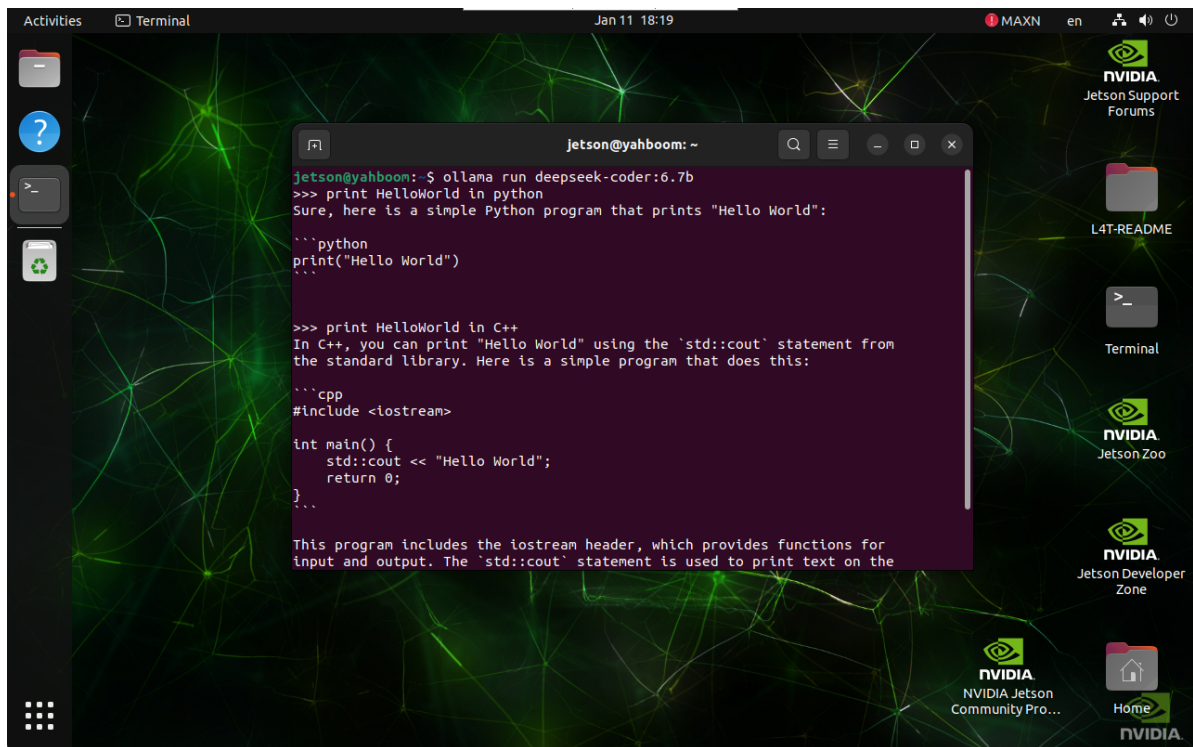 Activities
Terminal
Jan 11 18:19
MAXN
en
NVIDIA.
Jetson Support
Forums
jetson@yahboom: ~
jetson@yahboom:~$ ollama run deepseek-coder:6.7b
>>> print HelloWorld in python
Sure, here is a simple Python program that prints "Hello World":
```python
print("Hello World")
```
>>> print HelloWorld in C++
In C++, you can print "Hello World" using the `std::cout` statement from
the standard library. Here is a simple program that does this:
```cpp
#include <iostream>
int main() {
    std::cout << "Hello World";
    return 0;
}
```
This program includes the iostream header, which provides functions for
input and output. The `std::cout` statement is used to print text on the
L4T-README
>_
Terminal
NVIDIA.
Jetson Zoo
NVIDIA.
Jetson Developer
Zone
NVIDIA.
NVIDIA Jetson
Community Pro...
Home
NVIDIA.